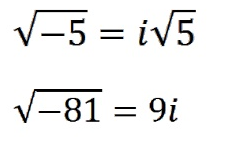 √−5 = i√5
√−81 = 9i